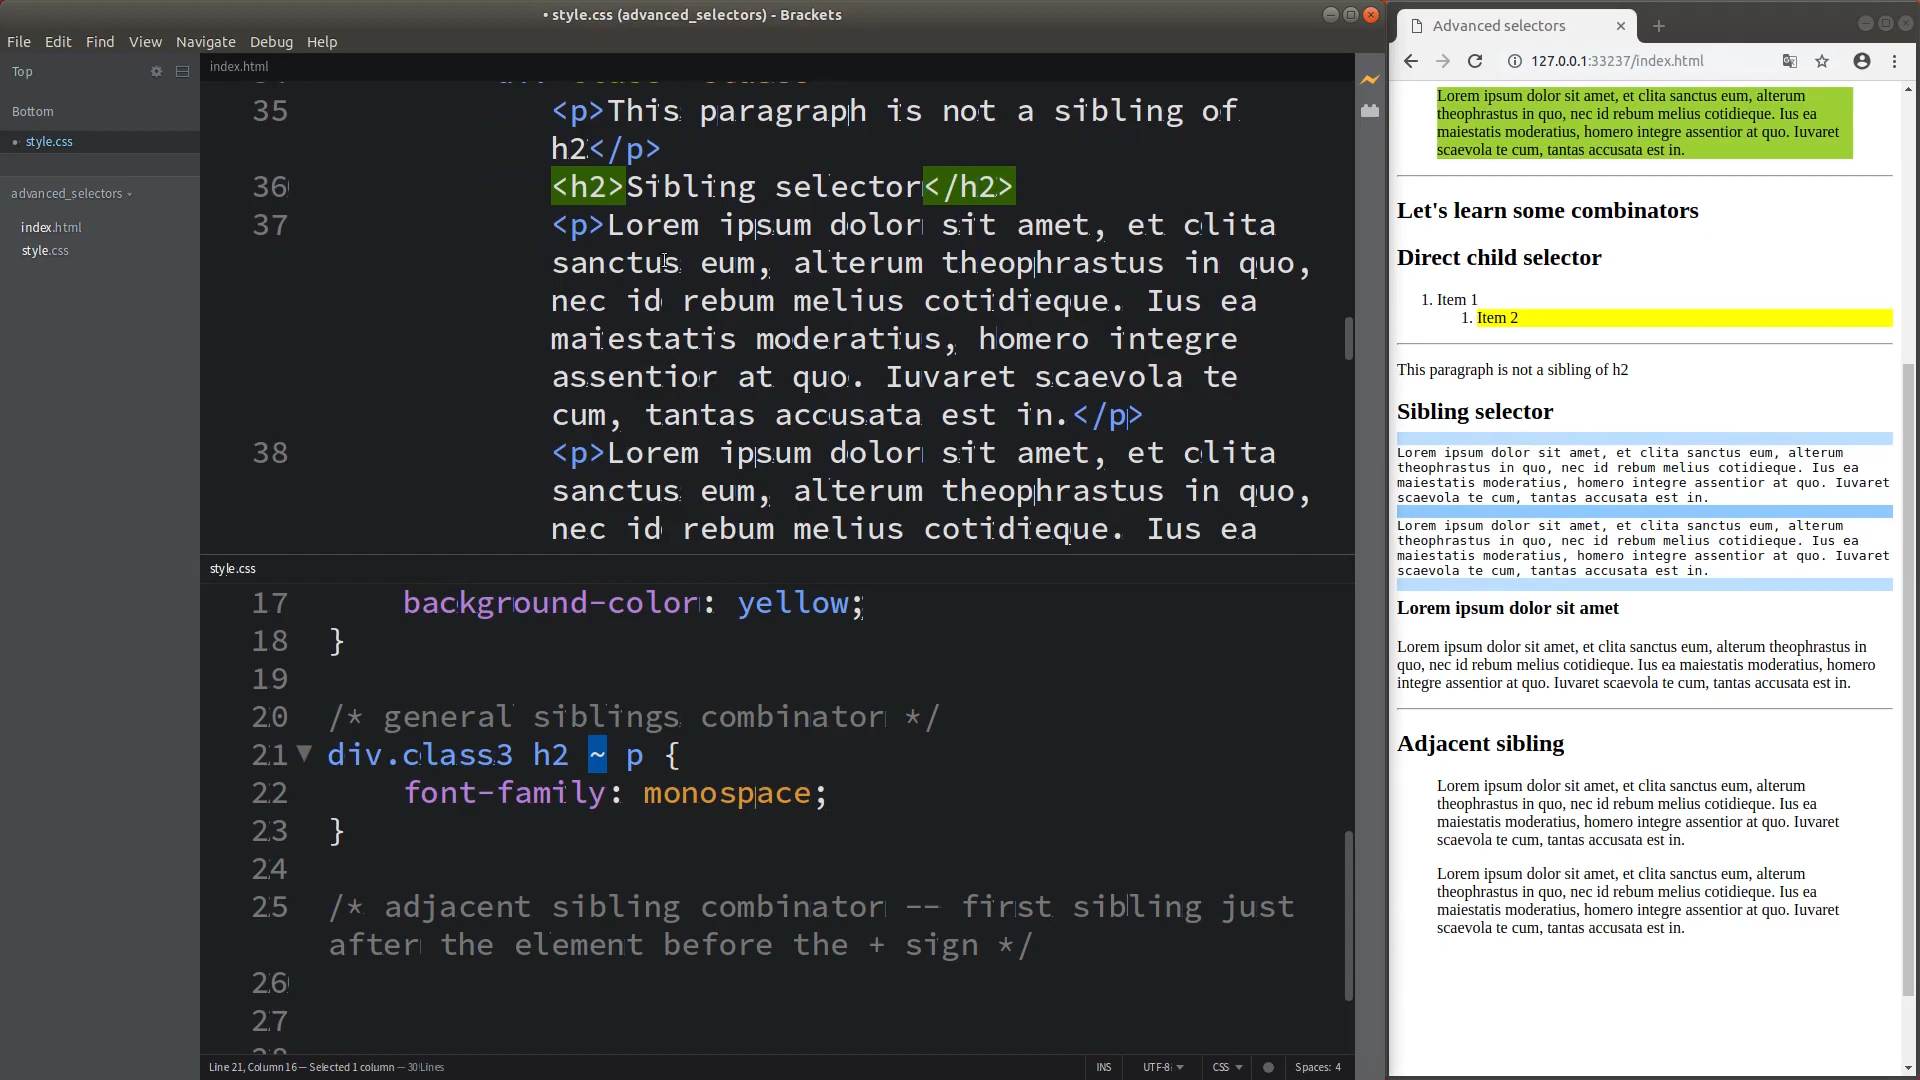 • style.css (advanced_selectors) - Brackets
File Edit Find View Navigate Debug Help
Top
Bottom
• style.css
advanced_selectors
index.html
style.css
index.html
35 <p>This paragraph is not a sibling of
h2</p>
36 <h2>Sibling selector</h2>
37 <p>Lorem ipsum dolor sit amet, et clita
sanctus eum, alterum theophrastus in quo,
nec id rebum melius cotidieque. Ius ea
maiestatis moderatius, homero integre
assentior at quo. Iuvaret scaevola te
cum, tantas accusata est in.</p>
38 <p>Lorem ipsum dolor sit amet, et clita
sanctus eum, alterum theophrastus in quo,
nec id rebum melius cotidieque. Ius ea
style.css
17 background-color: yellow;
18 }
19
20 /* general siblings combinator */
21 div.class3 h2 ~ p {
22 font-family: monospace;
23 }
24
25 /* adjacent sibling combinator -- first sibling just
after the element before the + sign */
26
27
Line 21, Column 16 — Selected 1 column — 30 Lines
INS UTF-8 CSS Spaces: 4
Advanced selectors
127.0.0.1:33237/index.html
Lorem ipsum dolor sit amet, et clita sanctus eum, alterum
theophrastus in quo, nec id rebum melius cotidieque. Ius ea
maiestatis moderatius, homero integre assentior at quo. Iuvaret
scaevola te cum, tantas accusata est in.
Let's learn some combinators
Direct child selector
1. Item 1
1. Item 2
This paragraph is not a sibling of h2
Sibling selector
Lorem ipsum dolor sit amet, et clita sanctus eum, alterum
theophrastus in quo, nec id rebum melius cotidieque. Ius ea
maiestatis moderatius, homero integre assentior at quo. Iuvaret
scaevola te cum, tantas accusata est in.
Lorem ipsum dolor sit amet, et clita sanctus eum, alterum
theophrastus in quo, nec id rebum melius cotidieque. Ius ea
maiestatis moderatius, homero integre assentior at quo. Iuvaret
scaevola te cum, tantas accusata est in.
Lorem ipsum dolor sit amet
Lorem ipsum dolor sit amet, et clita sanctus eum, alterum theophrastus in
quo, nec id rebum melius cotidieque. Ius ea maiestatis moderatius, homero
integre assentior at quo. Iuvaret scaevola te cum, tantas accusata est in.
Adjacent sibling
Lorem ipsum dolor sit amet, et clita sanctus eum, alterum
theophrastus in quo, nec id rebum melius cotidieque. Ius ea
maiestatis moderatius, homero integre assentior at quo. Iuvaret
scaevola te cum, tantas accusata est in.
Lorem ipsum dolor sit amet, et clita sanctus eum, alterum
theophrastus in quo, nec id rebum melius cotidieque. Ius ea
maiestatis moderatius, homero integre assentior at quo. Iuvaret
scaevola te cum, tantas accusata est in.